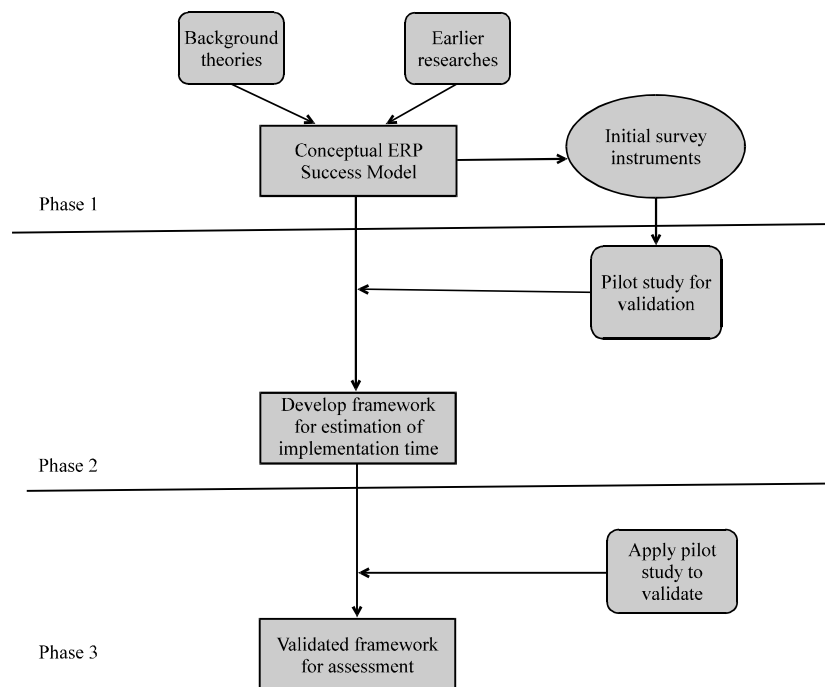 Background
theories
Earlier
researches
Conceptual ERP
Success Model
Initial survey
instruments
Phase 1
Pilot study for
validation
Develop framework
for estimation of
implementation time
Phase 2
Apply pilot
study to
validate
Validated framework
for assessment
Phase 3